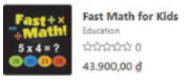 Fast÷×
-+Math!
5 x 4 = ?
Fast Math for Kids
Education
☆☆☆☆☆ 0
43.900,00 ₫